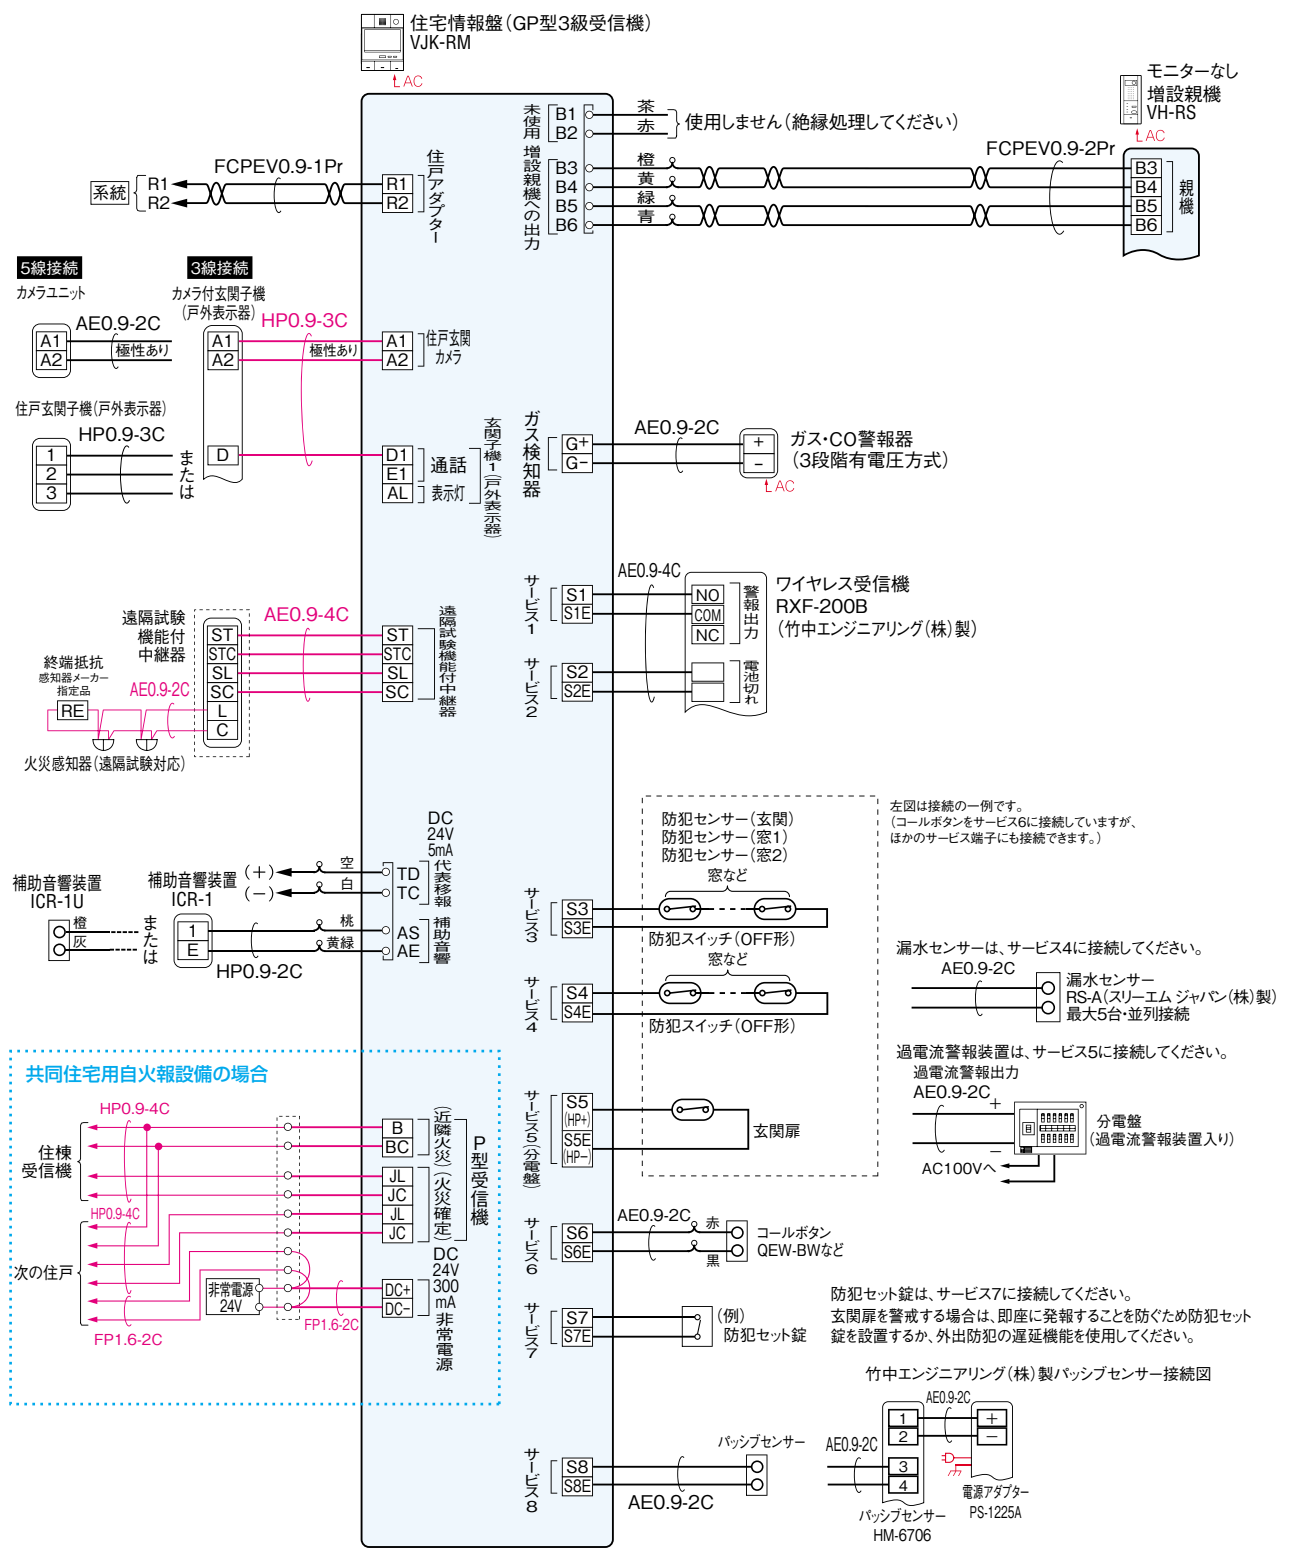 住宅情報盤(GP型3級受信機)
VJK-RM
AC
モニターなし
増設親機
VH-RS
AC
未使用
B1
B2
茶
赤
使用しません(絶縁処理してください)
増設親機への出力
B3
B4
B5
B6
橙
黄
緑
青
FCPEV0.9-2Pr
B3
B4
B5
B6
親機
系統
R1
R2
FCPEV0.9-1Pr
R1
R2
住戸アダプター
5線接続
カメラユニット
A1
A2
AE0.9-2C
極性あり
3線接続
カメラ付玄関子機
(戸外表示器)
A1
A2
D
HP0.9-3C
極性あり
A1
A2
住戸玄関
カメラ
住戸玄関子機(戸外表示器)
HP0.9-3C
1
2
3
または
D1
E1
AL
通話
表示灯
玄関子機1(戸外表示器)
ガス検知器
G+
G-
AE0.9-2C
+
-
ガス・CO警報器
(3段階有電圧方式)
AC
遠隔試験
機能付
中継器
ST
STC
SL
SC
L
C
AE0.9-4C
ST
STC
SL
SC
遠隔試験機能付中継器
終端抵抗
感知器メーカー
指定品
RE
AE0.9-2C
火災感知器(遠隔試験対応)
サービス1
S1
S1E
サービス2
S2
S2E
AE0.9-4C
NO
COM
NC
警報出力
電池切れ
ワイヤレス受信機
RXF-200B
(竹中エンジニアリング(株)製)
補助音響装置
ICR-1U
橙
灰
または
補助音響装置
ICR-1
1
E
HP0.9-2C
(+)
(-)
空
白
桃
黄緑
DC
24V
5mA
TD
TC
代表移報
AS
AE
補助音響
防犯センサー(玄関)
防犯センサー(窓1)
防犯センサー(窓2)
窓など
サービス3
S3
S3E
防犯スイッチ(OFF形)
窓など
サービス4
S4
S4E
防犯スイッチ(OFF形)
サービス5(分電盤)
S5
(HP+)
S5E
(HP-)
玄関扉
左図は接続の一例です。
(コールボタンをサービス6に接続していますが、
ほかのサービス端子にも接続できます。)
漏水センサーは、サービス4に接続してください。
AE0.9-2C
漏水センサー
RS-A(スリーエム ジャパン(株)製)
最大5台・並列接続
過電流警報装置は、サービス5に接続してください。
過電流警報出力
AE0.9-2C
+
-
AC100Vへ
分電盤
(過電流警報装置入り)
共同住宅用自火報設備の場合
HP0.9-4C
住棟
受信機
HP0.9-4C
次の住戸
FP1.6-2C
非常電源
24V
FP1.6-2C
B
BC
(近隣火災)
JL
JC
JL
JC
(火災確定)
P型受信機
DC+
DC-
DC
24V
300
mA
非常電源
サービス6
S6
S6E
AE0.9-2C
赤
黒
コールボタン
QEW-BWなど
サービス7
S7
S7E
(例)
防犯セット錠
防犯セット錠は、サービス7に接続してください。
玄関扉を警戒する場合は、即座に発報することを防ぐため防犯セット
錠を設置するか、外出防犯の遅延機能を使用してください。
サービス8
S8
S8E
AE0.9-2C
パッシブセンサー
竹中エンジニアリング(株)製パッシブセンサー接続図
AE0.9-2C
AE0.9-2C
1
2
3
4
+
-
パッシブセンサー
HM-6706
電源アダプター
PS-1225A